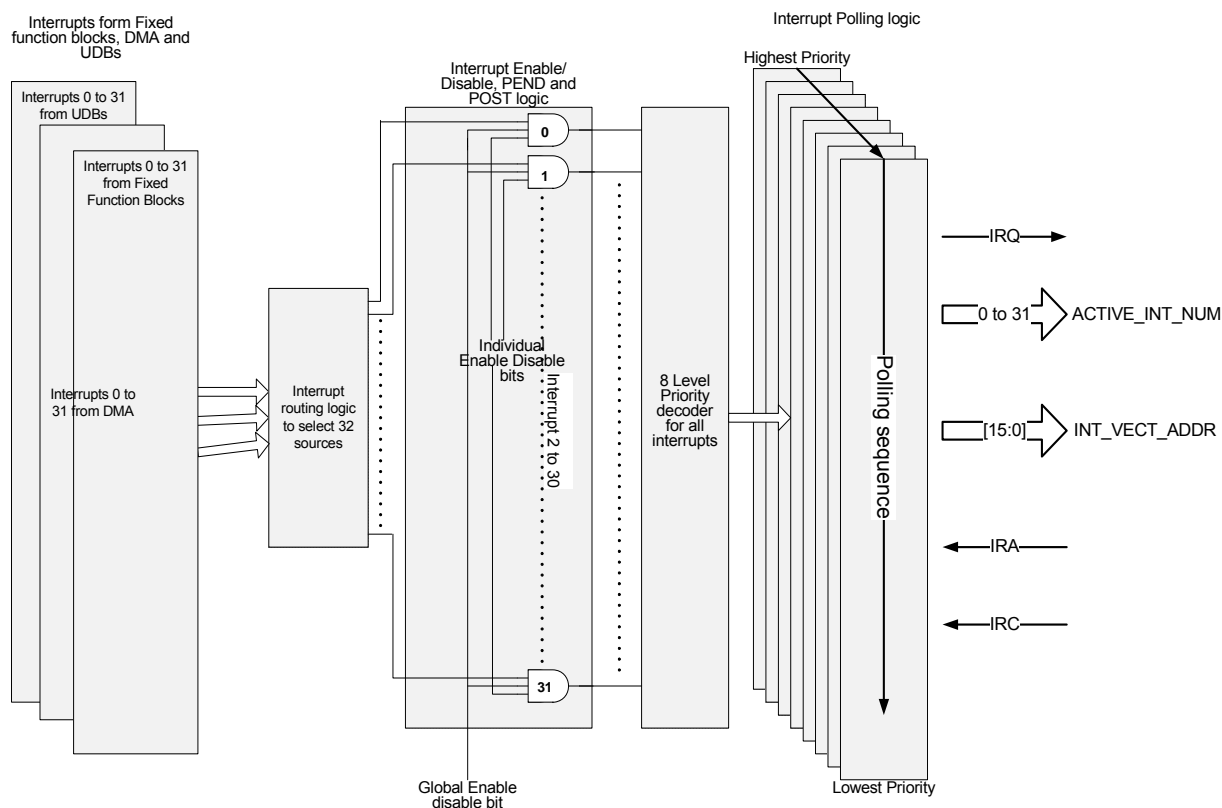 Interrupts form Fixed
function blocks, DMA and
UDBs
Interrupts 0 to 31
from UDBs
Interrupts 0 to 31
from Fixed
Function Blocks
Interrupts 0 to
31 from DMA
Interrupt
routing logic
to select 32
sources
Interrupt Enable/
Disable, PEND and
POST logic
0
1
Individual
Enable Disable
bits
Interrupt 2 to 30
31
Global Enable
disable bit
8 Level
Priority
decoder
for all
interrupts
Interrupt Polling logic
Highest Priority
Polling sequence
Lowest Priority
IRQ
0 to 31 ACTIVE_INT_NUM
[15:0] INT_VECT_ADDR
IRA
IRC